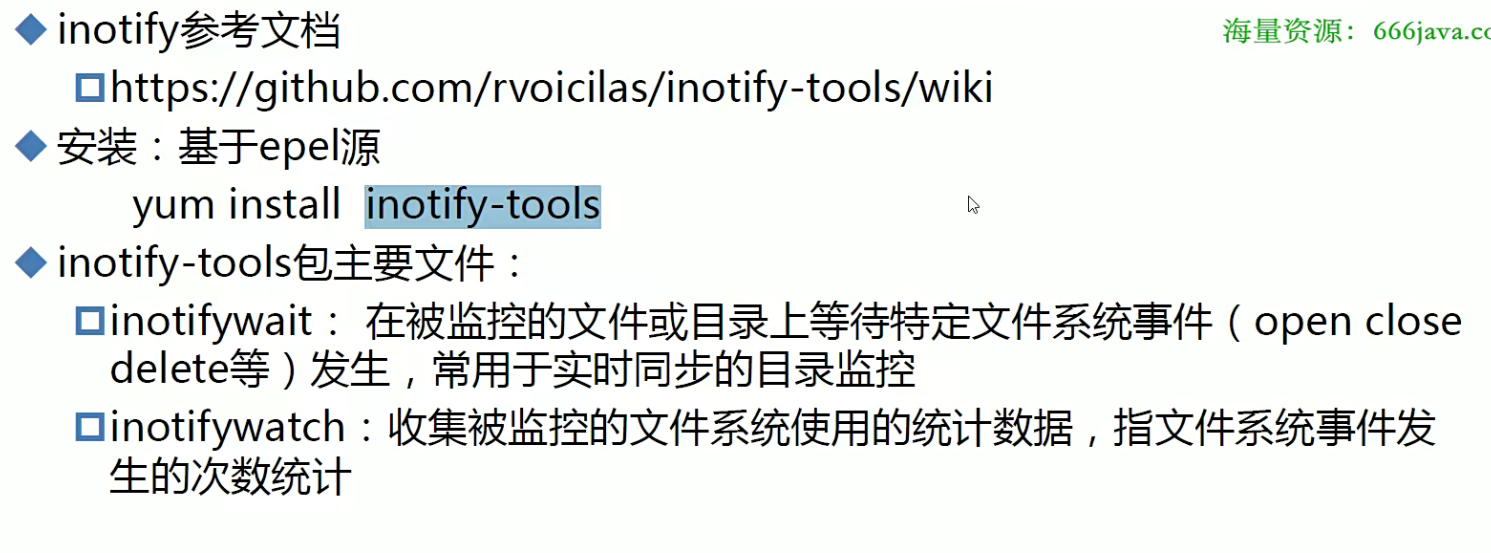 inotify参考文档
海量资源：666java.co
https://github.com/rvoicilas/inotify-tools/wiki
安装：基于epel源
yum install inotify-tools
inotify-tools包主要文件：
inotifywait： 在被监控的文件或目录上等待特定文件系统事件（open close
delete等）发生，常用于实时同步的目录监控
inotifywatch：收集被监控的文件系统使用的统计数据，指文件系统事件发
生的次数统计